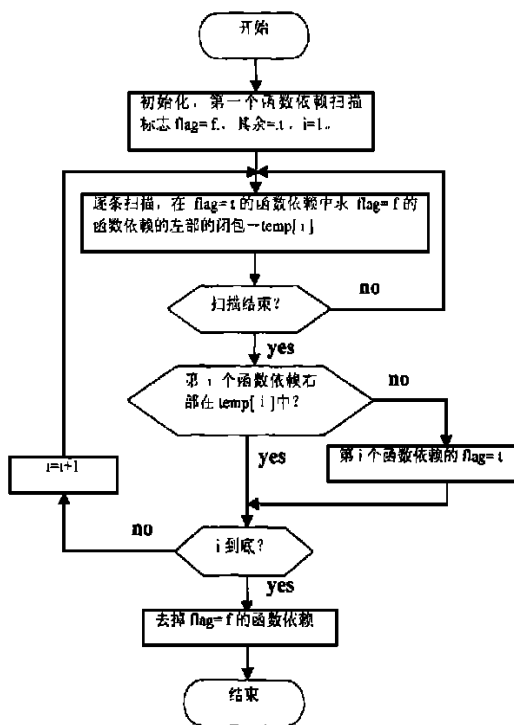 开始
初始化，第一个函数依赖扫描
标志 flag= f， 其余=.t ，i=1。
逐条扫描，在 flag= t 的函数依赖中求 flag= f 的
函数依赖的左部的闭包→temp[ i ]
扫描结束？
no
yes
第 i 个函数依赖右
部在 temp[ i ]中？
no
yes
第 i 个函数依赖的 flag= t
i=i+1
no
i 到底？
yes
去掉 flag= f 的函数依赖
结束